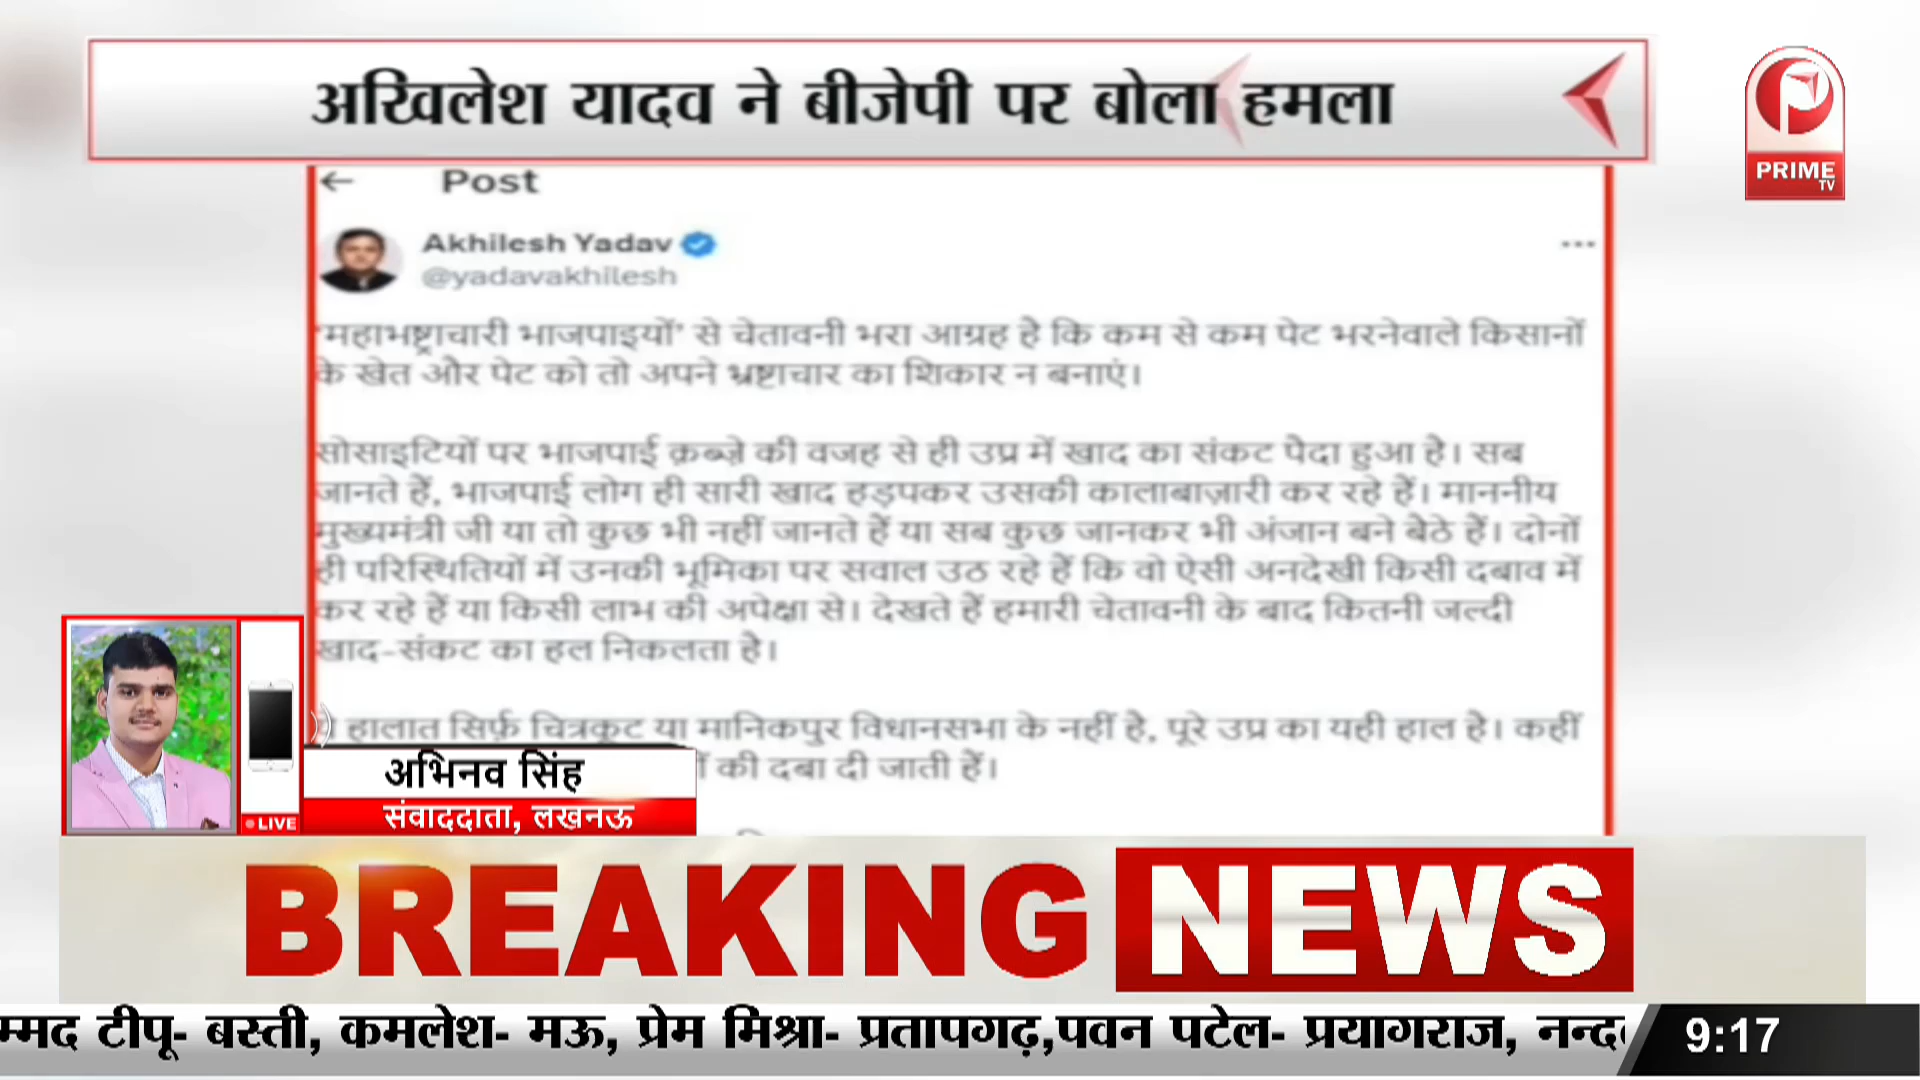 अखिलेश यादव ने बीजेपी पर बोला हमला
PRIME
TV
Post
Akhilesh Yadav
@yadavakhilesh
'महाभ्रष्ट्राचारी भाजपाइयों' से चेतावनी भरा आग्रह है कि कम से कम पेट भरनेवाले किसानों
के खेत और पेट को तो अपने भ्रष्टाचार का शिकार न बनाएं।
सोसाइटियों पर भाजपाई क़ब्ज़े की वजह से ही उप्र में खाद का संकट पैदा हुआ है। सब
जानते हैं, भाजपाई लोग ही सारी खाद हड़पकर उसकी कालाबाज़ारी कर रहे हैं। माननीय
मुख्यमंत्री जी या तो कुछ भी नहीं जानते हैं या सब कुछ जानकर भी अंजान बने बैठे हैं। दोनों
ही परिस्थितियों में उनकी भूमिका पर सवाल उठ रहे हैं कि वो ऐसी अनदेखी किसी दबाव में
कर रहे हैं या किसी लाभ की अपेक्षा से। देखते हैं हमारी चेतावनी के बाद कितनी जल्दी
खाद-संकट का हल निकलता है।
हालात सिर्फ़ चित्रकूट या मानिकपुर विधानसभा के नहीं है, पूरे उप्र का यही हाल है। कहीं
की दबा दी जाती हैं।
LIVE
अभिनव सिंह
संवाददाता, लखनऊ
BREAKING NEWS
टीपू- बस्ती, कमलेश- मऊ, प्रेम मिश्रा- प्रतापगढ़,पवन पटेल- प्रयागराज,
9:17